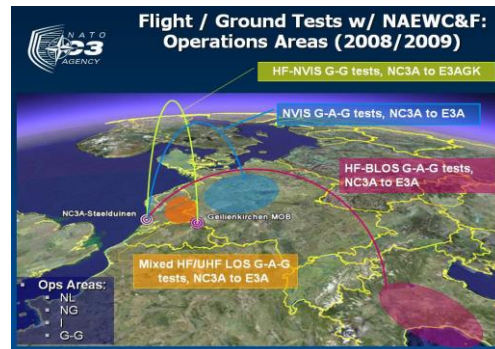 NATO
C3
AGENCY
Flight / Ground Tests w/ NAEWC&F:
Operations Areas (2008/2009)
HF-NVIS G-G tests, NC3A to E3AGK
NVIS G-A-G tests, NC3A to E3A
HF-BLOS G-A-G tests,
NC3A to E3A
NC3A-Staelduinen
Geilienkirchen MOB
Mixed HF/UHF LOS G-A-G
tests, NC3A to E3A
▪ Ops Areas:
▪ NL
▪ NG
▪ I
▪ G-G